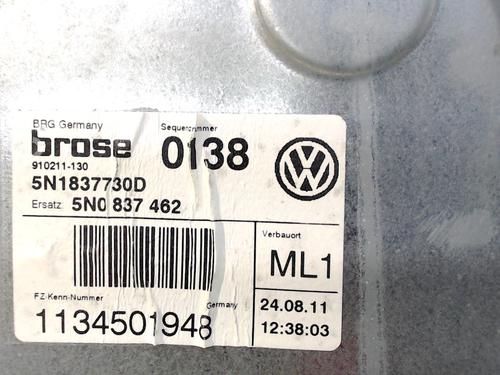 BRG Germany
brose
910211-130
Sequenznummer
0138
5N1837730D
Ersatz: 5N0 837 462
Verbauort
ML1
FZ-Kenn-Nummer
Germany
1134501948
24.08.11
12:38:03